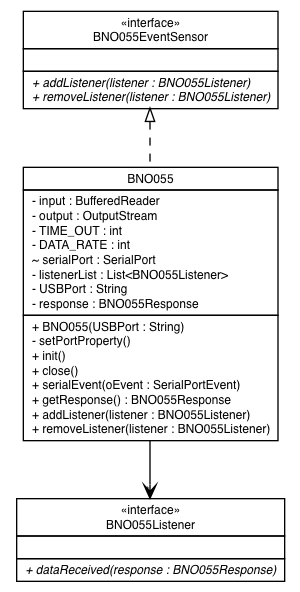 «interface»
BNO055EventSensor
+ addListener(listener : BNO055Listener)
+ removeListener(listener : BNO055Listener)
BNO055
- input : BufferedReader
- output : OutputStream
- TIME_OUT : int
- DATA_RATE : int
~ serialPort : SerialPort
- listenerList : List<BNO055Listener>
- USBPort : String
- response : BNO055Response
+ BNO055(USBPort : String)
- setPortProperty()
+ init()
+ close()
+ serialEvent(oEvent : SerialPortEvent)
+ getResponse() : BNO055Response
+ addListener(listener : BNO055Listener)
+ removeListener(listener : BNO055Listener)
«interface»
BNO055Listener
+ dataReceived(response : BNO055Response)